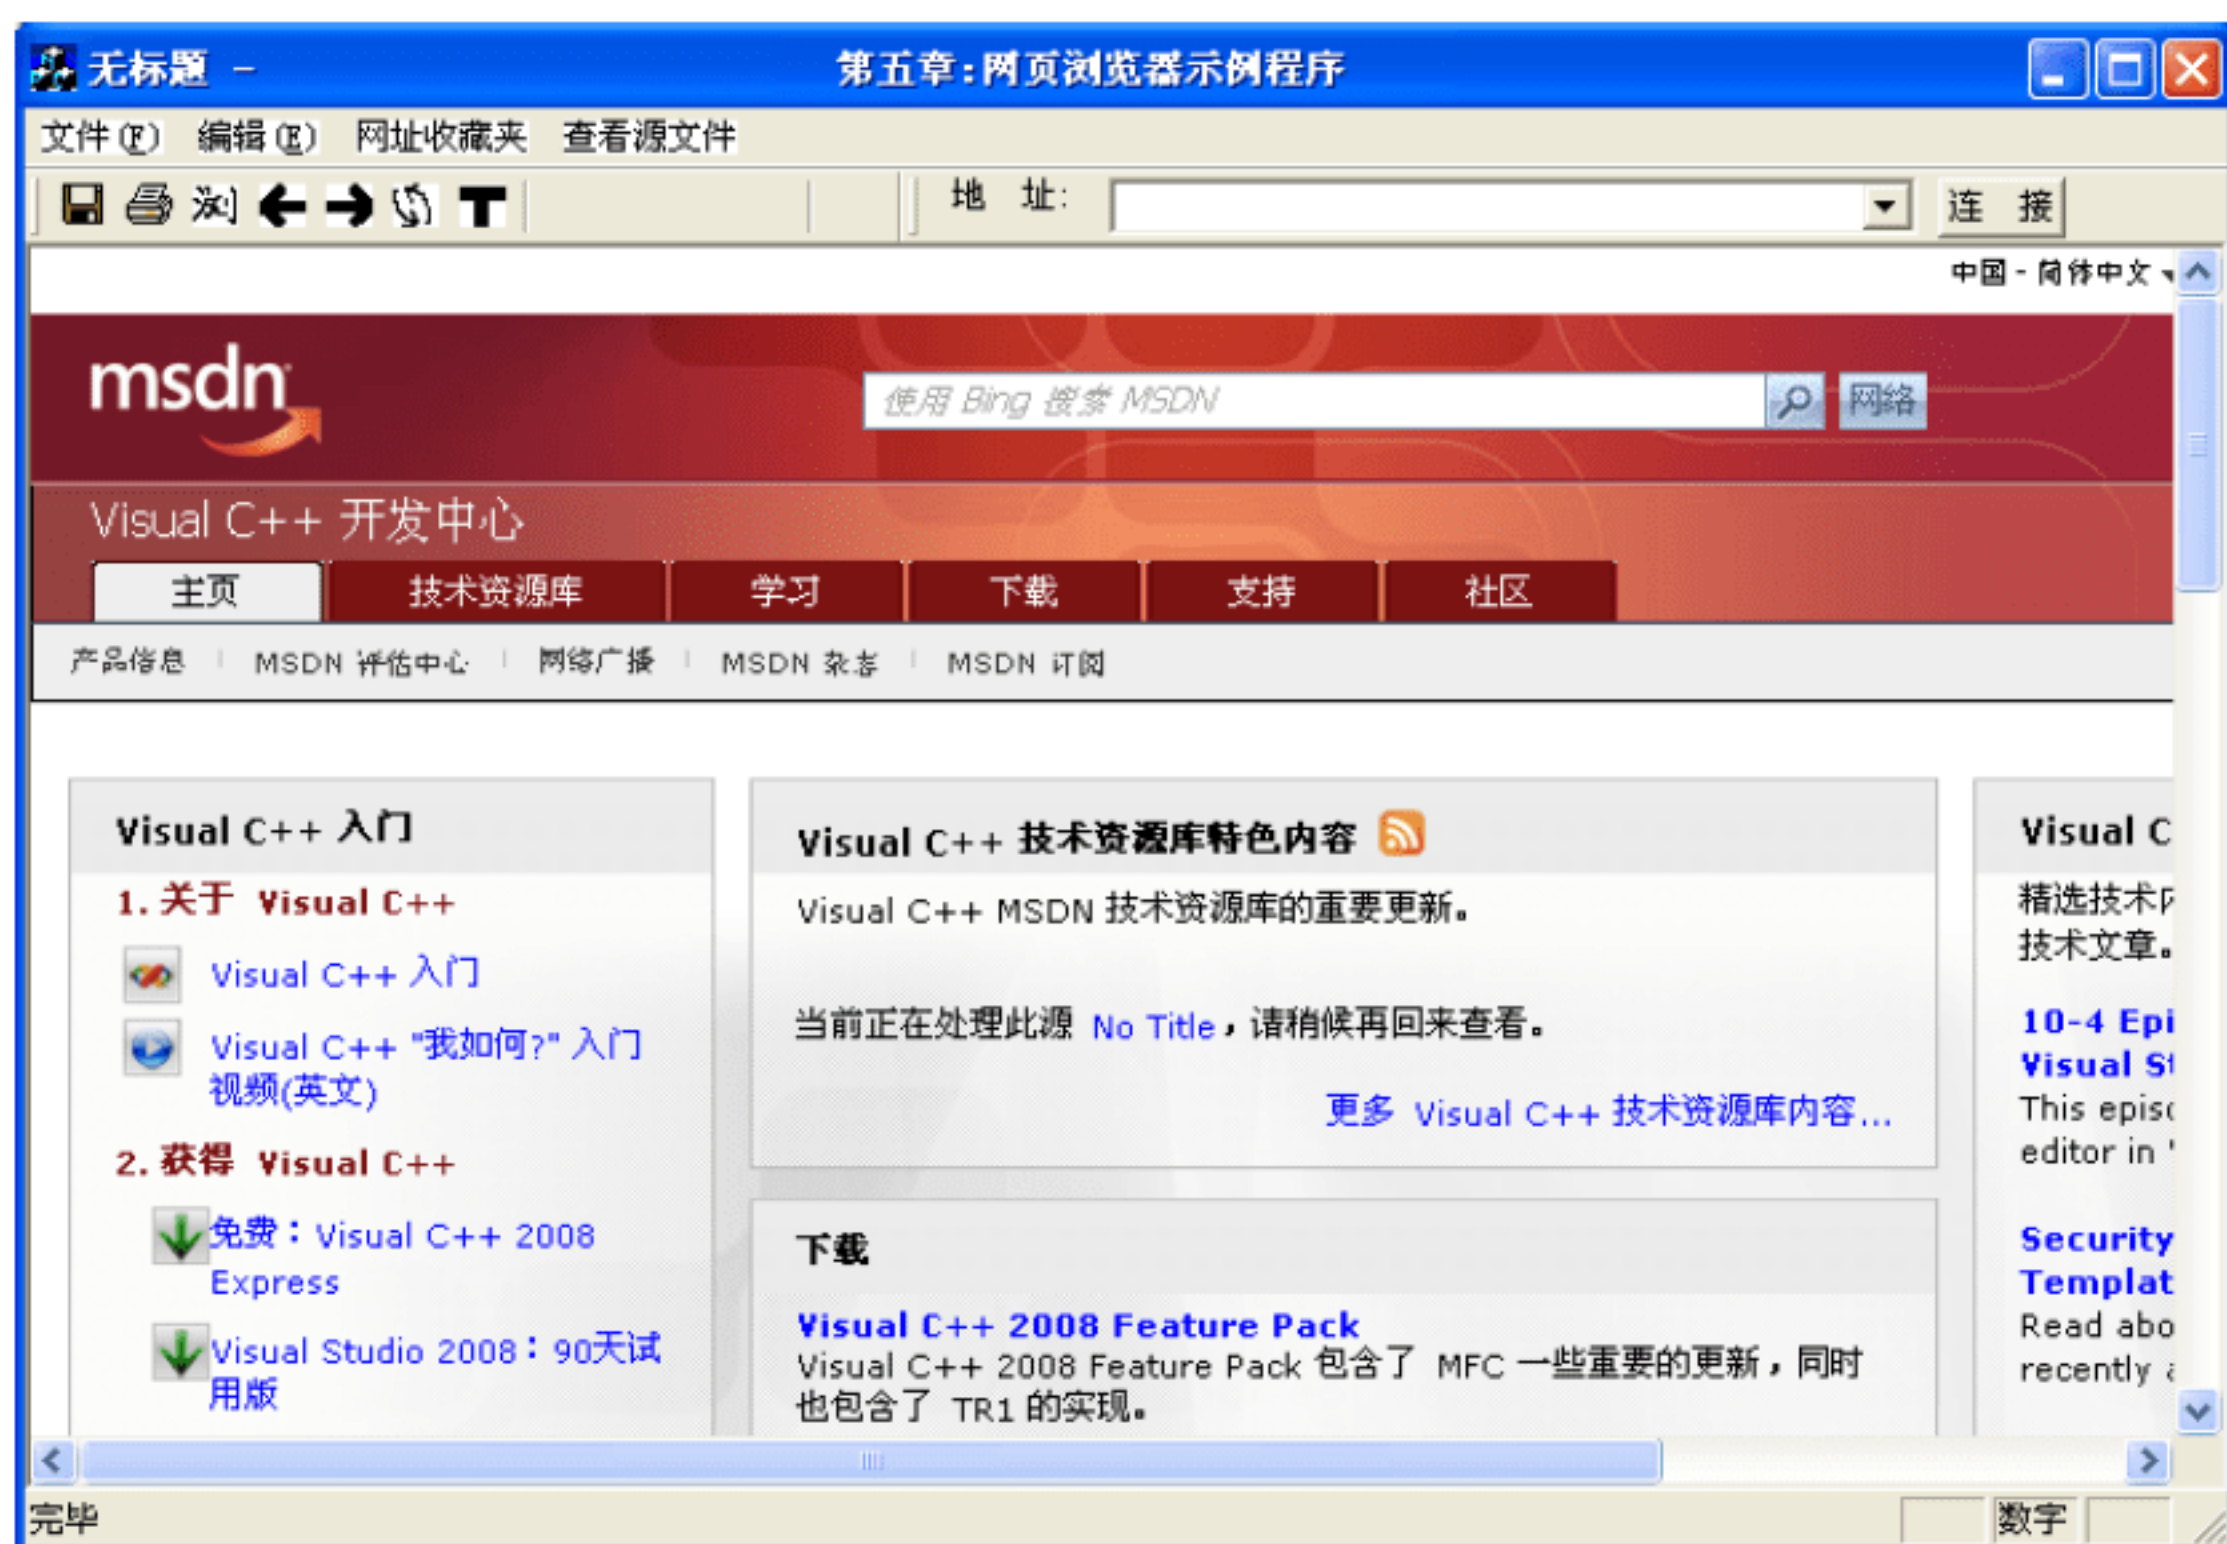 无标题 - 第五章:网页浏览器示例程序
文件(F) 编辑(E) 网址收藏夹 查看源文件
地 址: 连 接
中国 - 简体中文
msdn
使用 Bing 搜索 MSDN 网络
Visual C++ 开发中心
主页 技术资源库 学习 下载 支持 社区
产品信息 MSDN 评估中心 网络广播 MSDN 杂志 MSDN 订阅
Visual C++ 入门
1. 关于 Visual C++
Visual C++ 入门
Visual C++ "我如何?" 入门
视频(英文)
2. 获得 Visual C++
免费：Visual C++ 2008
Express
Visual Studio 2008：90天试
用版
Visual C++ 技术资源库特色内容
Visual C++ MSDN 技术资源库的重要更新。
当前正在处理此源 No Title，请稍候再回来查看。
更多 Visual C++ 技术资源库内容...
下载
Visual C++ 2008 Feature Pack
Visual C++ 2008 Feature Pack 包含了 MFC 一些重要的更新，同时
也包含了 TR1 的实现。
Visual C
精选技术
技术文章。
10-4 Epi
Visual
This
editor in
Security
Templat
Read abo
recently
完毕 数字